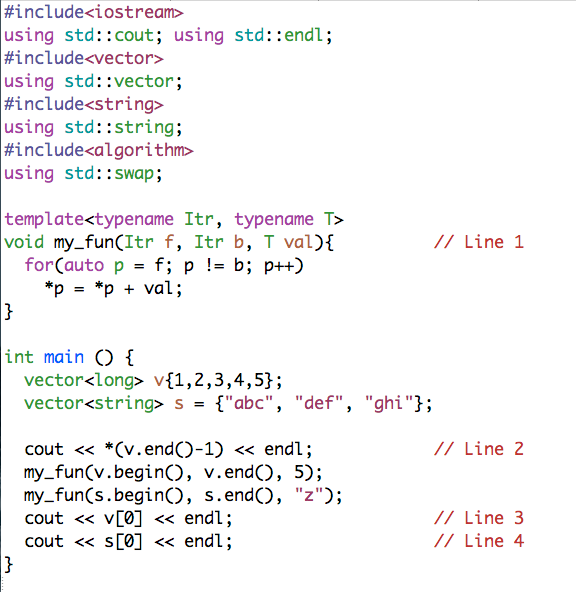 #include<iostream>
using std::cout; using std::endl;
#include<vector>
using std::vector;
#include<string>
using std::string;
#include<algorithm>
using std::swap;

template<typename Itr, typename T>
void my_fun(Itr f, Itr b, T val){          // Line 1
  for(auto p = f; p != b; p++)
    *p = *p + val;
}

int main () {
  vector<long> v{1,2,3,4,5};
  vector<string> s = {"abc", "def", "ghi"};

  cout << *(v.end()-1) << endl;            // Line 2
  my_fun(v.begin(), v.end(), 5);
  my_fun(s.begin(), s.end(), "z");
  cout << v[0] << endl;                    // Line 3
  cout << s[0] << endl;                    // Line 4
}